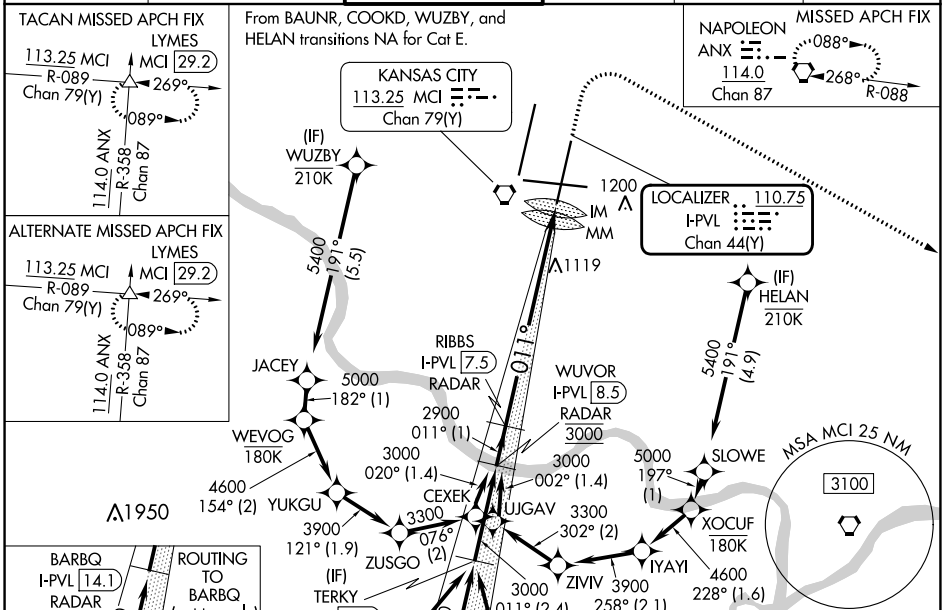 TACAN MISSED APCH FIX
LYMES
113.25 MCI
MCI 29.2
R-089
Chan 79(Y)
269°
089°
114.0 ANX
R-358
Chan 87
ALTERNATE MISSED APCH FIX
LYMES
113.25 MCI
MCI 29.2
R-089
Chan 79(Y)
269°
089°
114.0 ANX
R-358
Chan 87
From BAUNR, COOKD, WUZBY, and
HELAN transitions NA for Cat E.
KANSAS CITY
113.25 MCI
Chan 79(Y)
MISSED APCH FIX
NAPOLEON
ANX
114.0
Chan 87
088°
268°
R-088
(IF)
WUZBY
210K
1200
IM
MM
LOCALIZER 110.75
I-PVL
Chan 44(Y)
1119
5400
191°
(5.5)
(IF)
HELAN
210K
011°
RIBBS
I-PVL 7.5
RADAR
WUVOR
I-PVL 8.5
RADAR
3000
5400
191°
(4.9)
JACEY
5000
182° (1)
WEVOG
180K
2900
011° (1)
3000
020° (1.4)
3000
002° (1.4)
5000
197°
(1)
SLOWE
MSA MCI 25 NM
3100
4600
154° (2)
YUKGU
CEXEK
UJGAV
XOCUF
180K
1950
3900
121° (1.9)
ZUSGO
3300
076°
(2)
3300
302° (2)
IYAYI
4600
228° (1.6)
ZIVIV
3900
258° (2.1)
(IF)
TERKY
3000
011° (2.4)
BARBQ
I-PVL 14.1
RADAR
ROUTING
TO
BARBQ